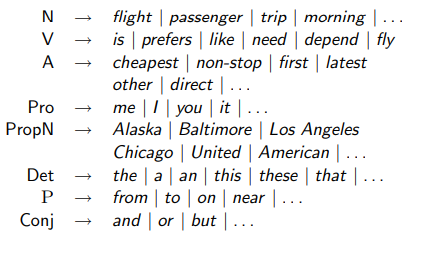 N → flight | passenger | trip | morning | ...
V → is | prefers | like | need | depend | fly
A → cheapest | non-stop | first | latest
other | direct | ...
Pro → me | I | you | it | ...
PropN → Alaska | Baltimore | Los Angeles
Chicago | United | American | ...
Det → the | a | an | this | these | that | ...
P → from | to | on | near | ...
Conj → and | or | but | ...